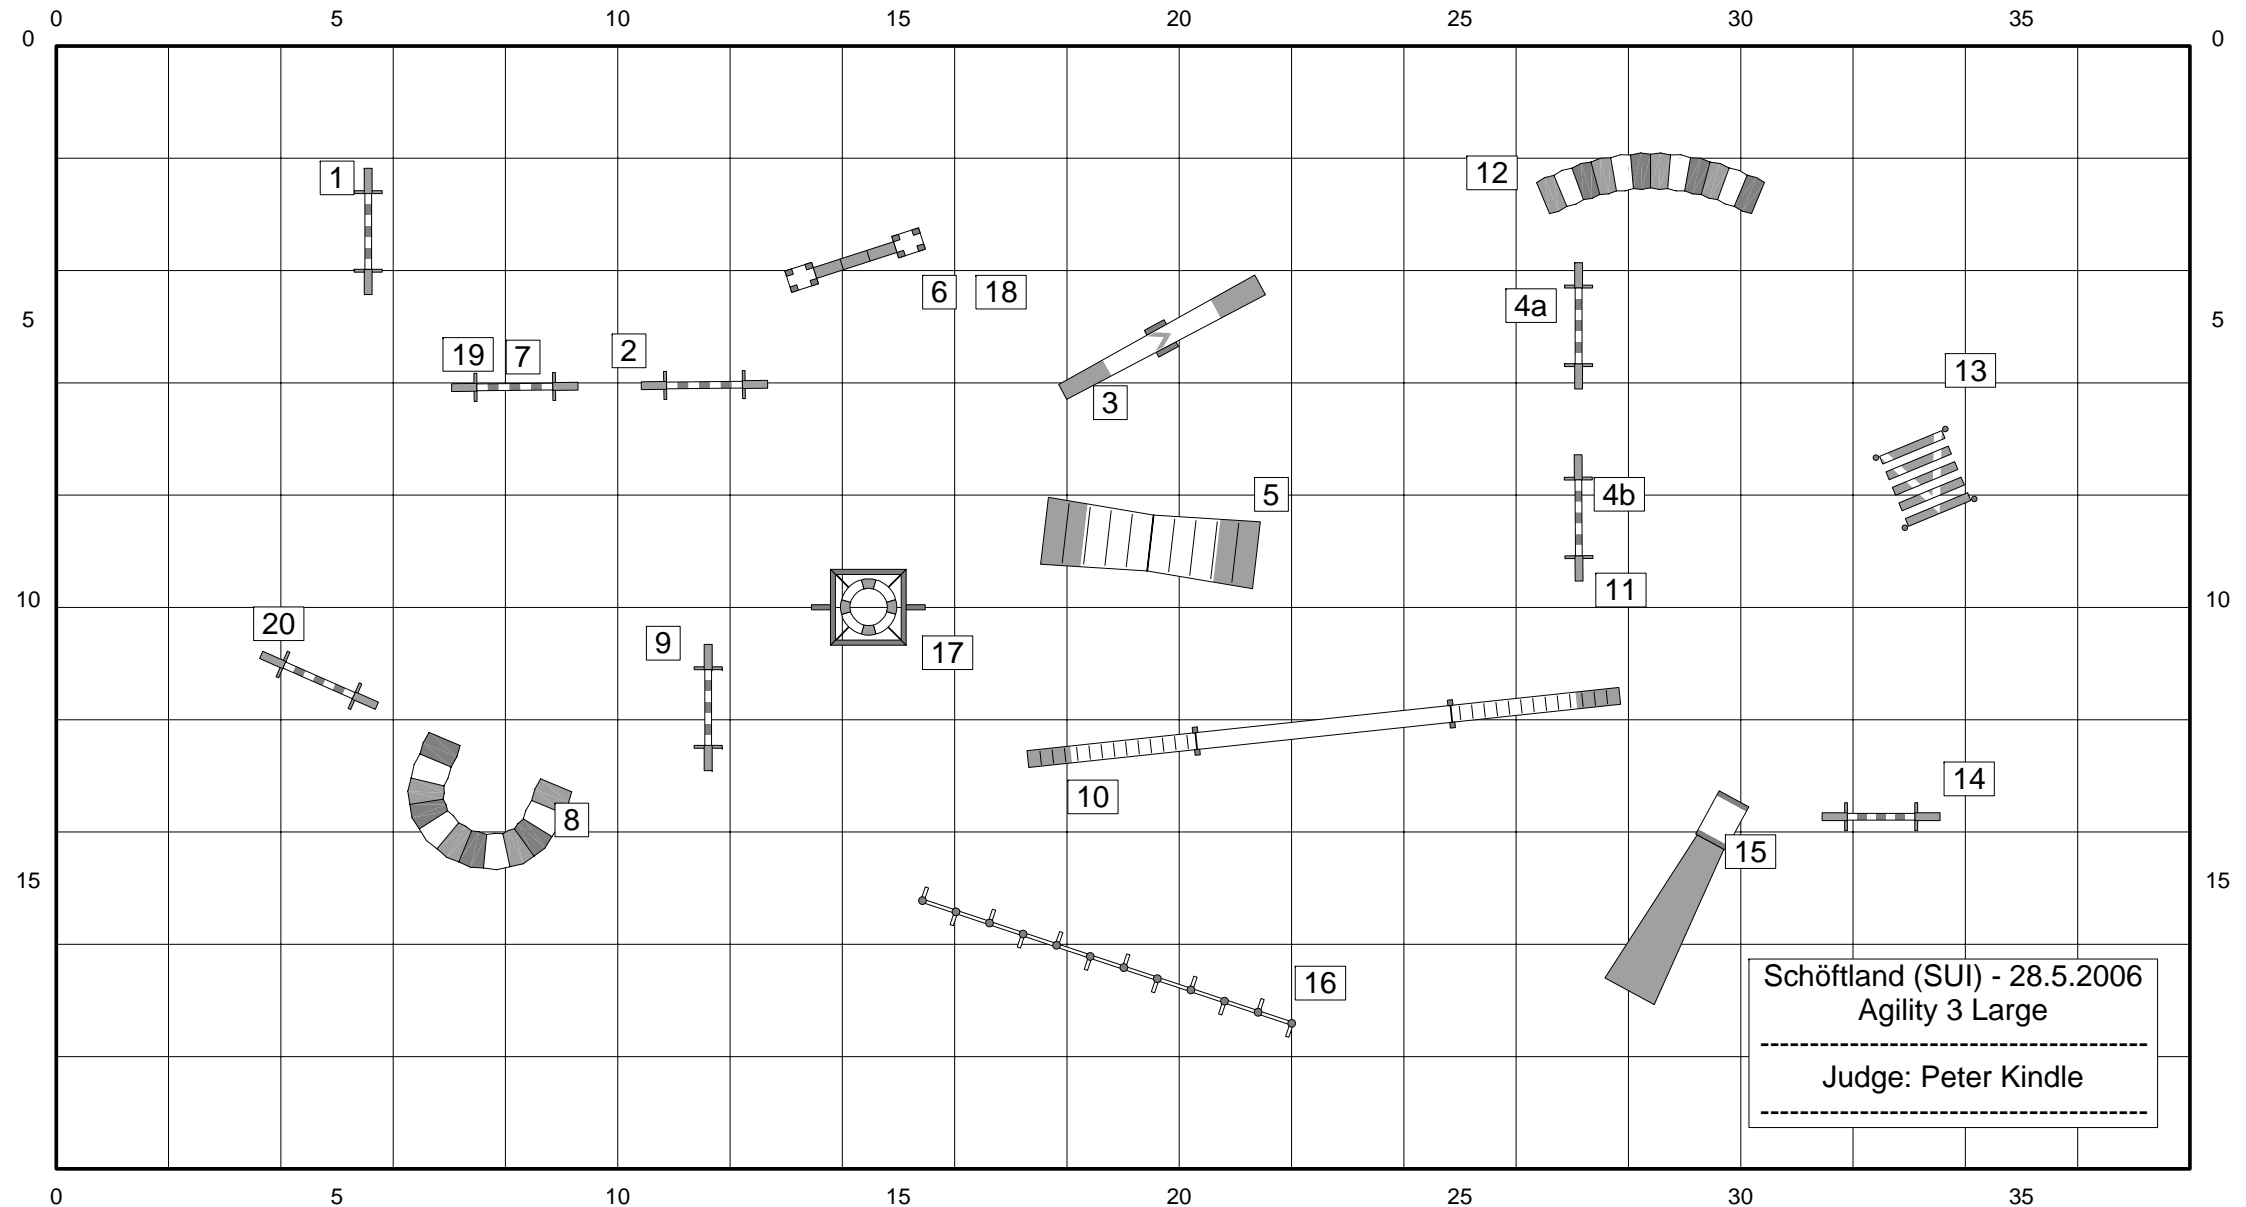 0 5 10 15 20 25 30 35
0 0
1
12
6 18
4a
5 5
19 7 2
13
3
5
4b
11
10 10
20
9
17
14
10
8
15
15 15
16
Schöftland (SUI) - 28.5.2006
Agility 3 Large
---------------------------------------
Judge: Peter Kindle
---------------------------------------
0 5 10 15 20 25 30 35